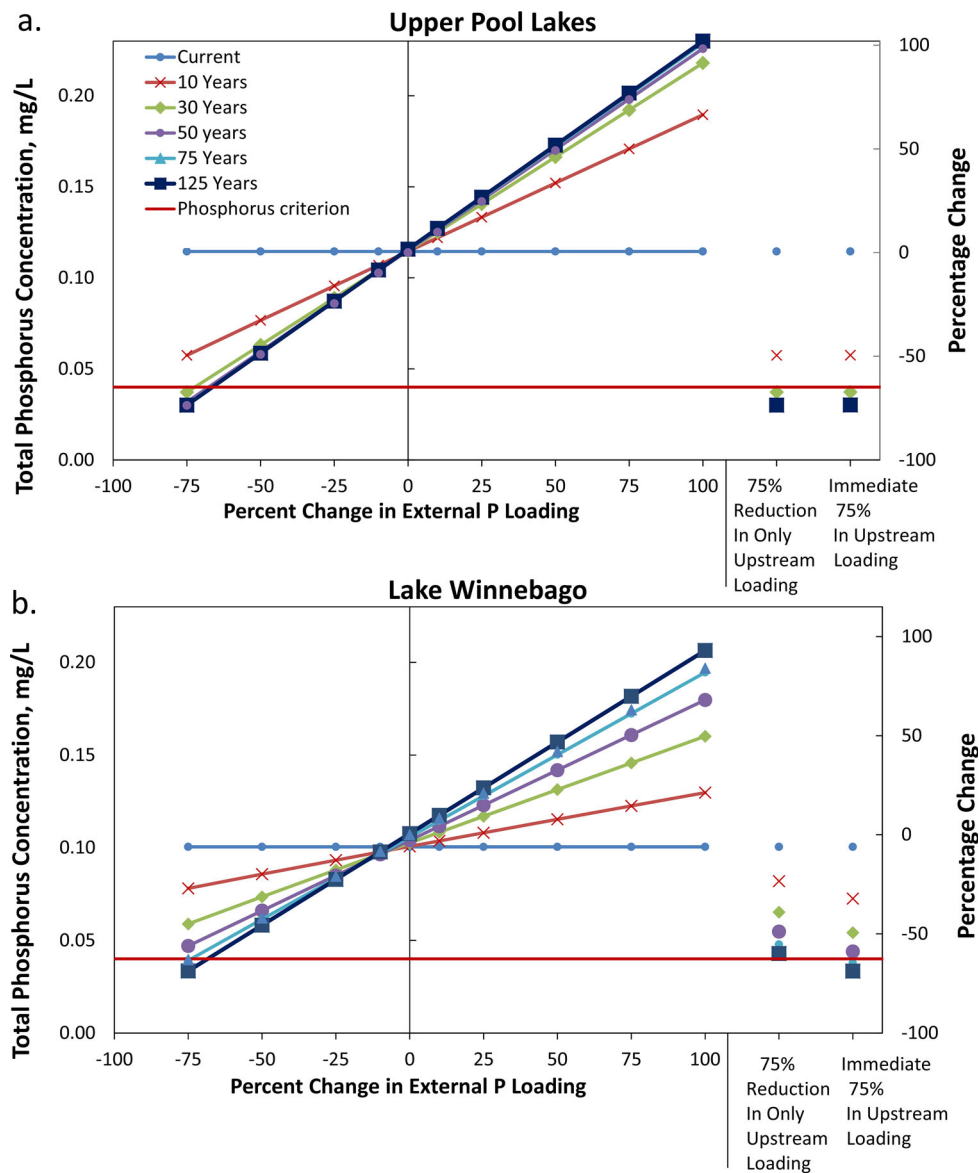 a.
Upper Pool Lakes
Total Phosphorus Concentration, mg/L
0.20
0.15
0.10
0.05
0.00
Current
10 Years
30 Years
50 years
75 Years
125 Years
Phosphorus criterion
100
50
0
-50
-100
Percentage Change
-100 -75 -50 -25 0 25 50 75 100
Percent Change in External P Loading
75%
Reduction
In Only
Upstream
Loading
Immediate
75%
In Upstream
Loading
b.
Lake Winnebago
Total Phosphorus Concentration, mg/L
0.20
0.15
0.10
0.05
0.00
100
50
0
-50
-100
Percentage Change
-100 -75 -50 -25 0 25 50 75 100
Percent Change in External P Loading
75%
Reduction
In Only
Upstream
Loading
Immediate
75%
In Upstream
Loading